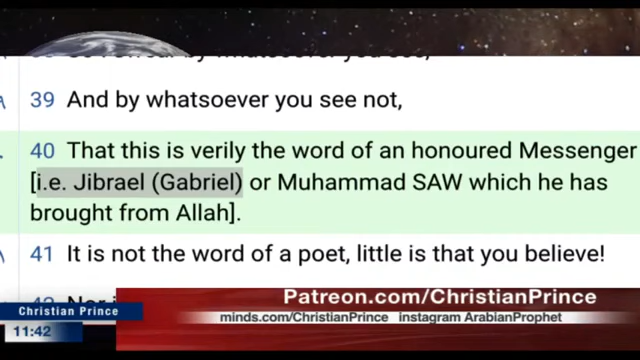 39 And by whatsoever you see not,
40 That this is verily the word of an honoured Messenger
[i.e. Jibrael (Gabriel) or Muhammad SAW which he has
brought from Allah].
41 It is not the word of a poet, little is that you believe!
Patreon.com/ChristianPrince
Christian Prince
minds.com/ChristianPrince instagram ArabianProphet
11:42